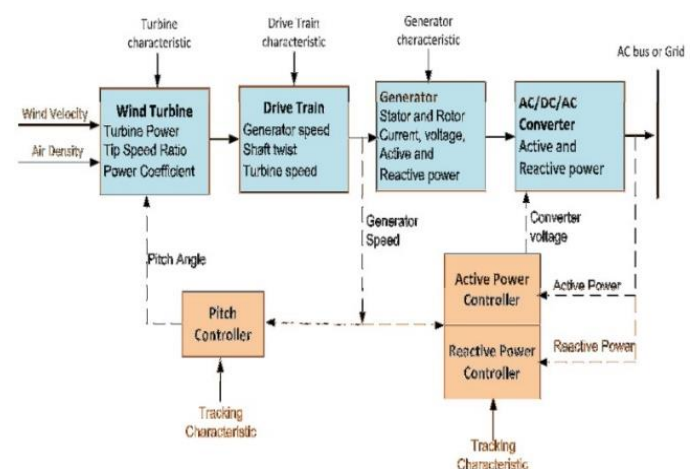 Turbine
characteristic
Drive Train
characteristic
Generator
characteristic
AC bus or Grid
Wind Velocity
Air Density
Wind Turbine
Turbine Power
Tip Speed Ratio
Power Coefficient
Drive Train
Generator speed
Shaft twist
Turbine speed
Generator
Stator and Rotor
Current, voltage,
Active and
Reactive power
AC/DC/AC
Converter
Active and
Reactive power
Pitch Angle
Generator
Speed
Converter
voltage
Pitch
Controller
Active Power
Controller
Reactive Power
Controller
Active Power
Reactive Power
Tracking
Characteristic
Tracking
Characteristic